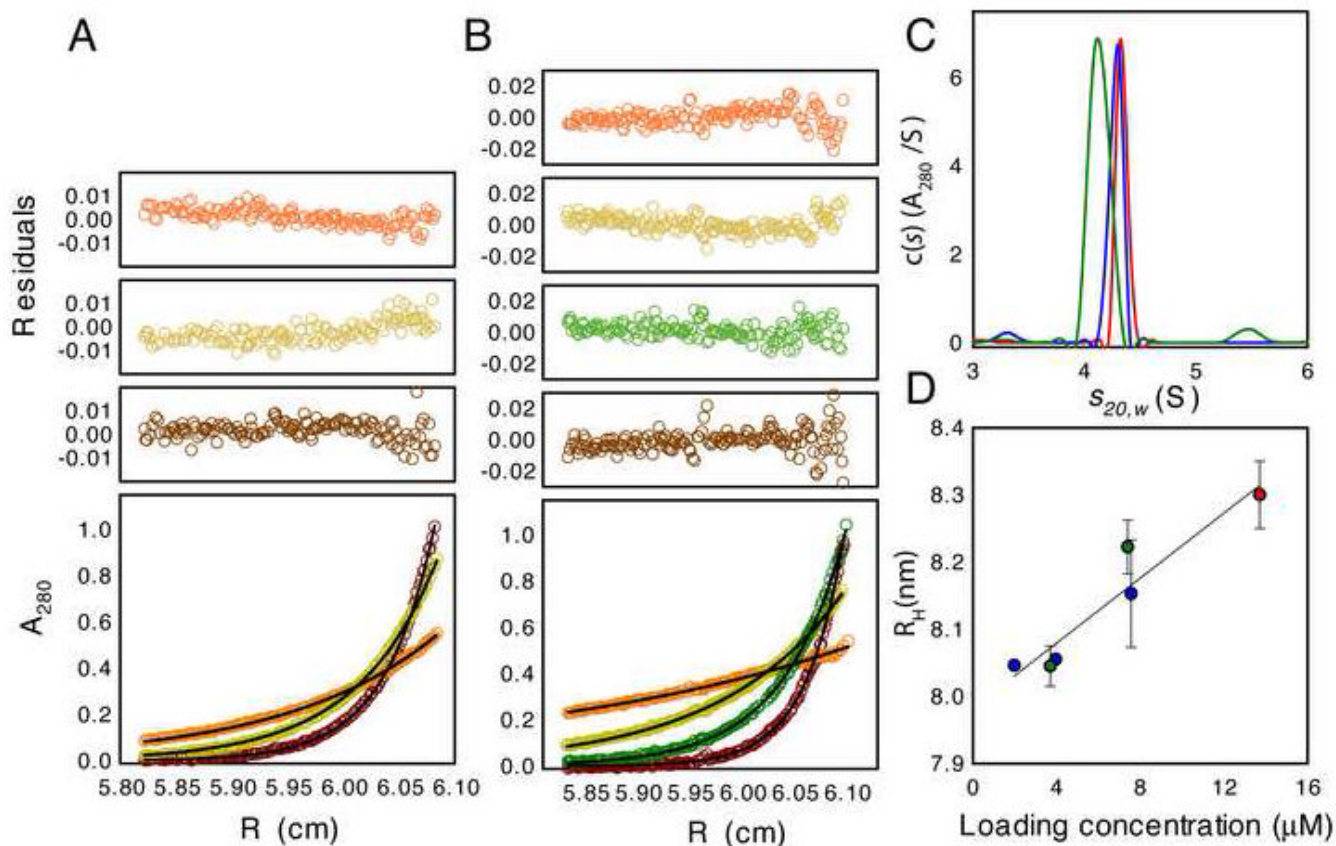 A
B
C
Residuals
0.01
0.00
-0.01
0.01
0.00
-0.01
0.01
0.00
-0.01
A280
1.0
0.8
0.6
0.4
0.2
0.0
5.80 5.85 5.90 5.95 6.00 6.05 6.10
R (cm)
0.02
0.00
-0.02
0.02
0.00
-0.02
0.02
0.00
-0.02
0.02
0.00
-0.02
1.0
0.8
0.6
0.4
0.2
0.0
5.85 5.90 5.95 6.00 6.05 6.10
R (cm)
c(s) (A280 /S)
6
4
2
0
3 4 5 6
s20,w (S)
D
RH(nm)
8.4
8.3
8.2
8.1
8.0
7.9
0 4 8 12 16
Loading concentration (µM)